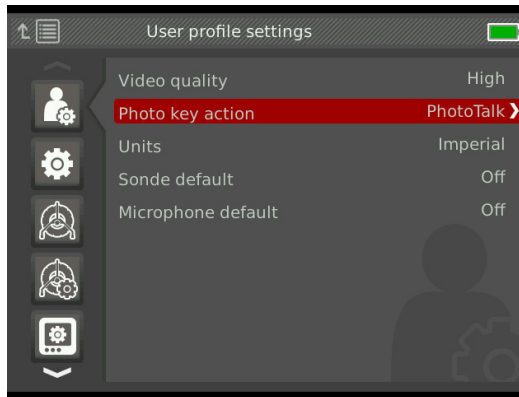 User profile settings
Video quality High
Photo key action PhotoTalk
Units Imperial
Sonde default Off
Microphone default Off